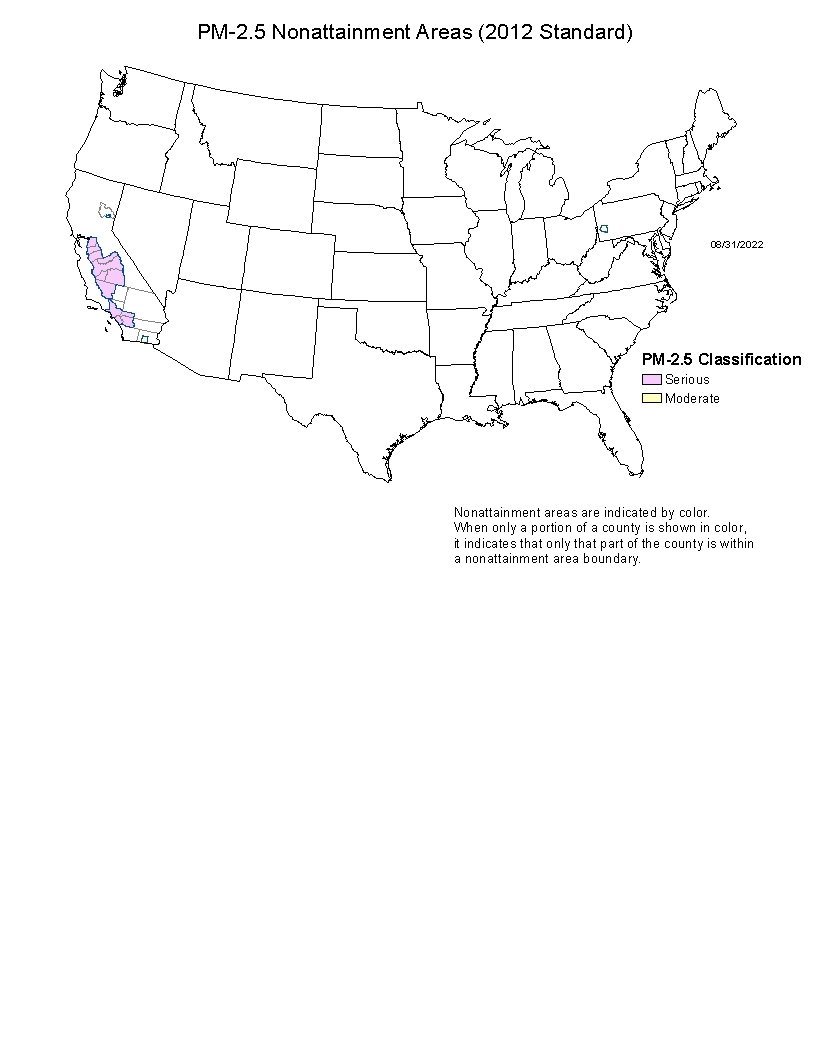 PM-2.5 Nonattainment Areas (2012 Standard)
08/31/2022
PM-2.5 Classification
Serious
Moderate
Nonattainment areas are indicated by color.
When only a portion of a county is shown in color,
it indicates that only that part of the county is within
a nonattainment area boundary.